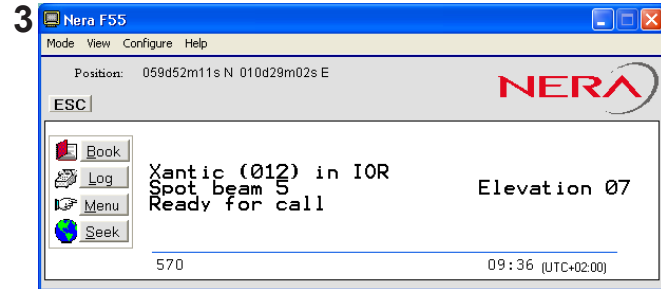 3
Nera F55
Mode View Configure Help
Position: 059d52m11s N 010d29m02s E
NERA
ESC
Book
Log
Menu
Seek
Xantic (012) in IOR
Spot beam 5
Ready for call
Elevation 07
570
09:36 (UTC+02:00)